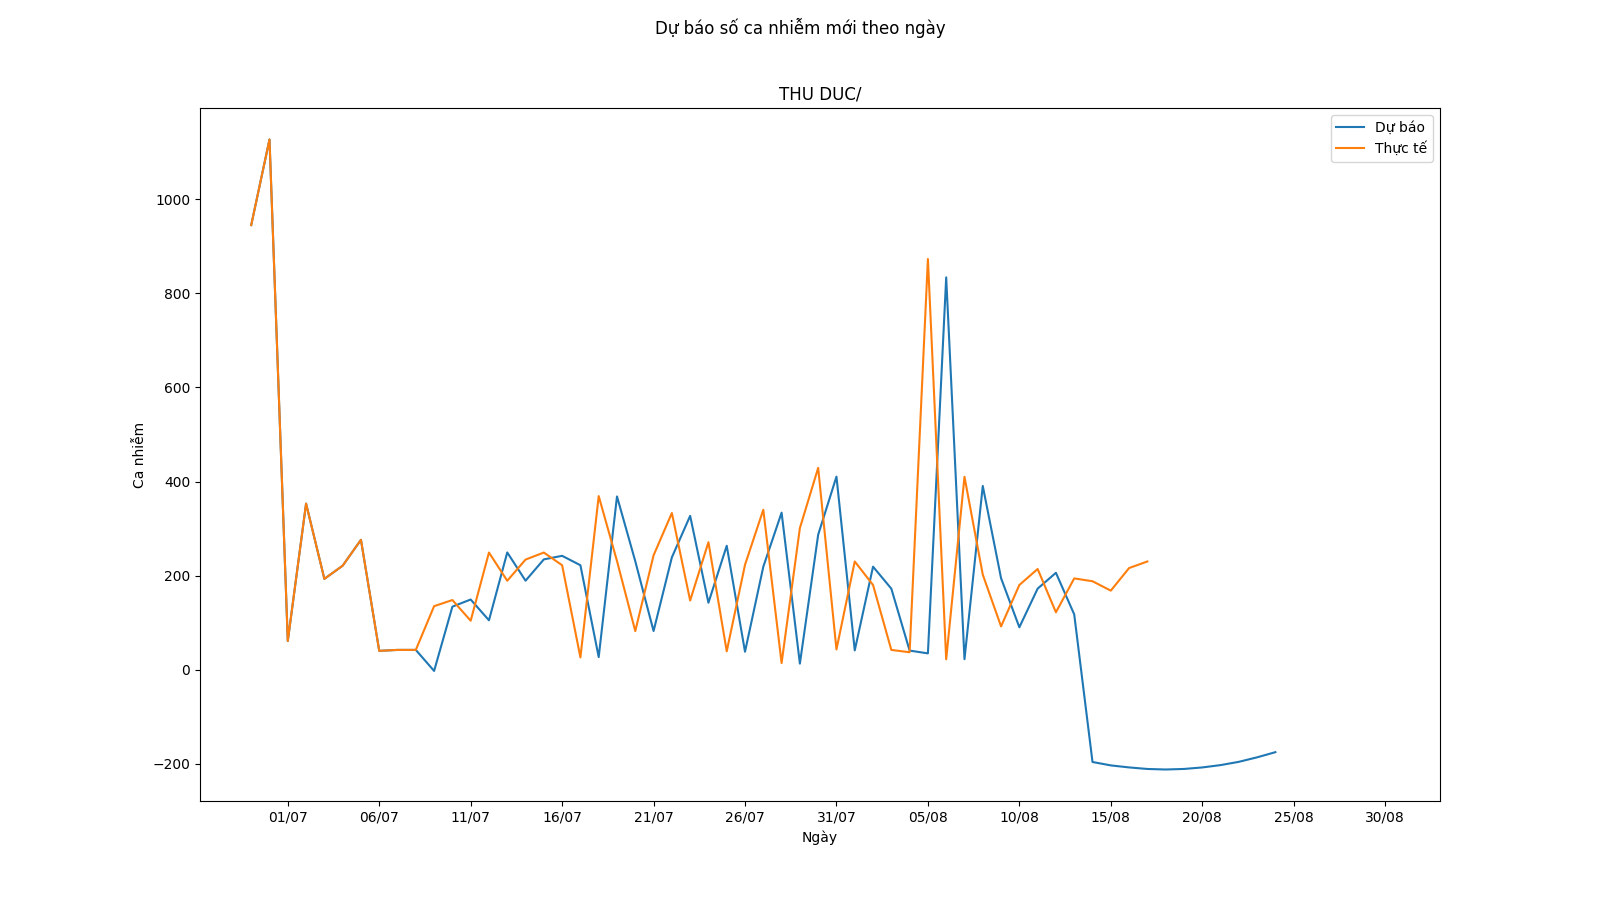 Dự báo số ca nhiễm mới theo ngày
THU DUC/
Dự báo
Thực tế
1000
800
600
400
200
0
−200
Ca nhiễm
01/07 06/07 11/07 16/07 21/07 26/07 31/07 05/08 10/08 15/08 20/08 25/08 30/08
Ngày